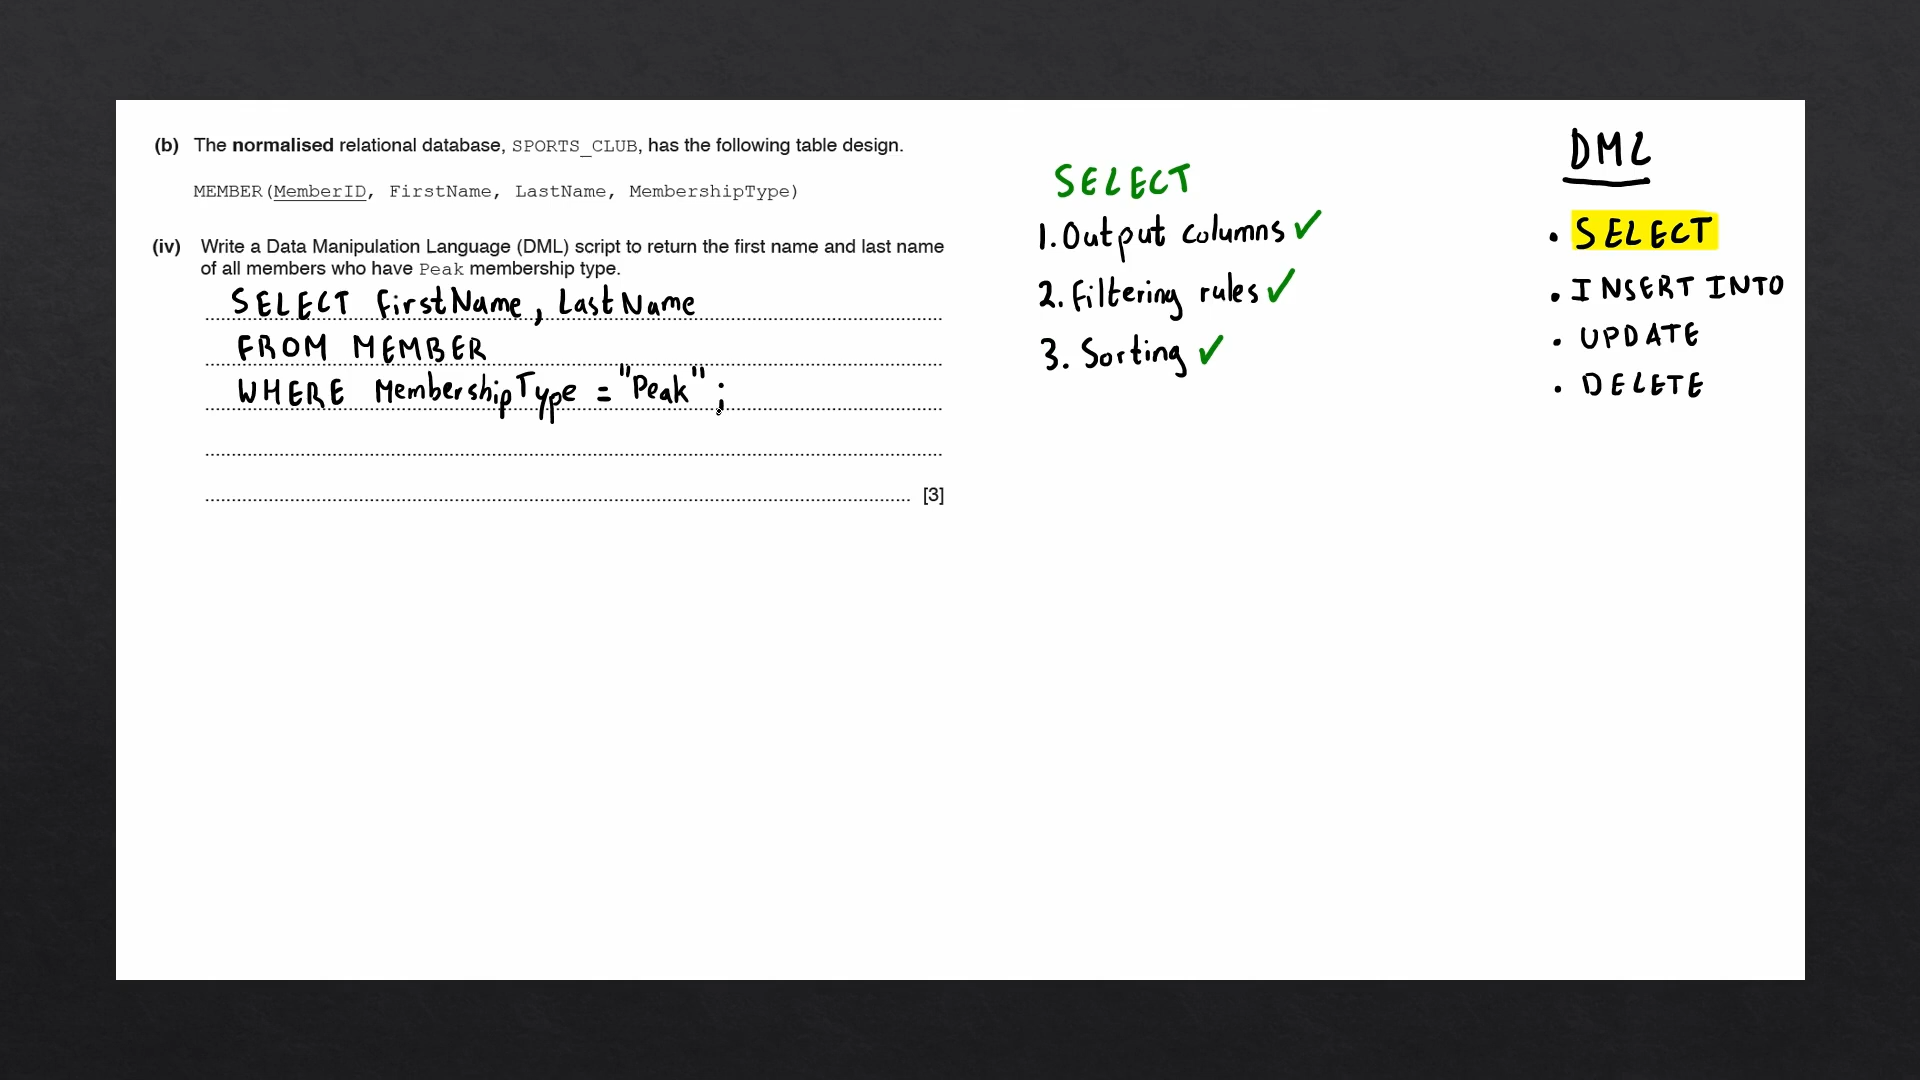 (b) The normalised relational database, SPORTS_CLUB, has the following table design.
MEMBER(MemberID, FirstName, LastName, MembershipType)
(iv) Write a Data Manipulation Language (DML) script to return the first name and last name
of all members who have Peak membership type.
SELECT FirstName, LastName
FROM MEMBER
WHERE MembershipType = "Peak";
[3]
SELECT
1. Output columns ✓
2. Filtering rules ✓
3. Sorting ✓
DML
• SELECT
• INSERT INTO
• UPDATE
• DELETE